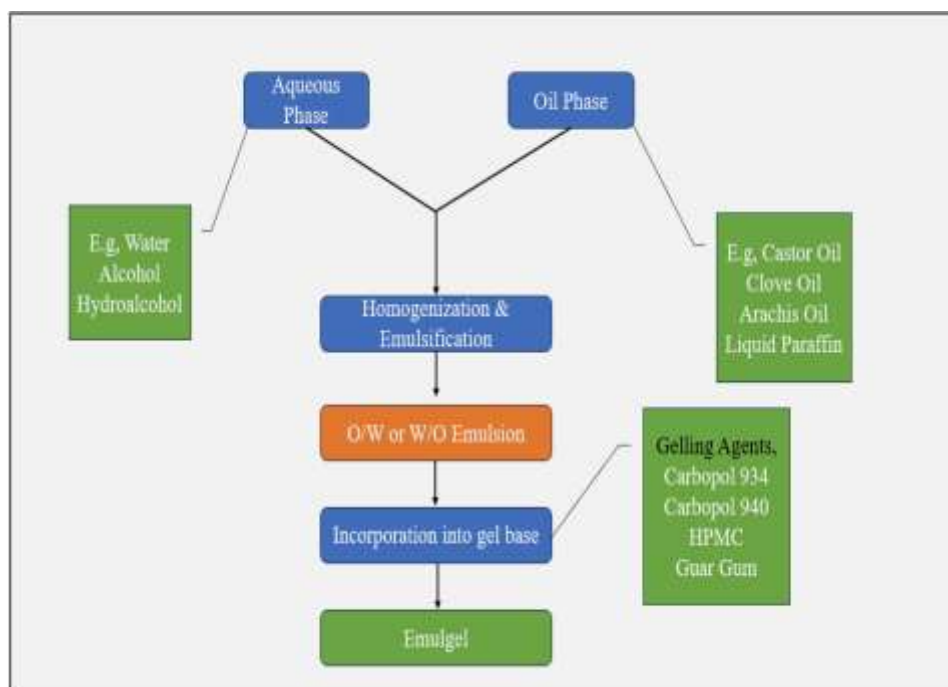 Aqueous
Phase
Oil Phase
E.g, Water
Alcohol
Hydroalcohol
E.g, Castor Oil
Clove Oil
Arachis Oil
Liquid Paraffin
Homogenization &
Emulsification
O/W or W/O Emulsion
Gelling Agents,
Carbopol 934
Carbopol 940
HPMC
Guar Gum
Incorporation into gel base
Emulgel